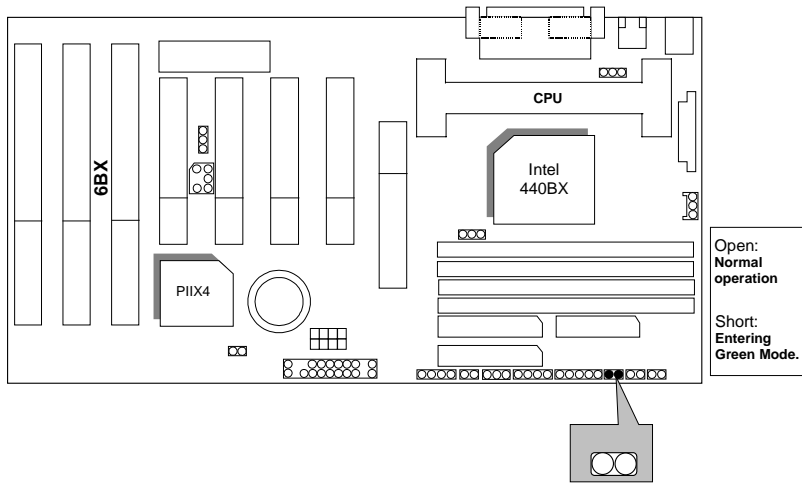 CPU
6BX
Intel
440BX
PIIX4
Open:
Normal
operation
Short:
Entering
Green Mode.